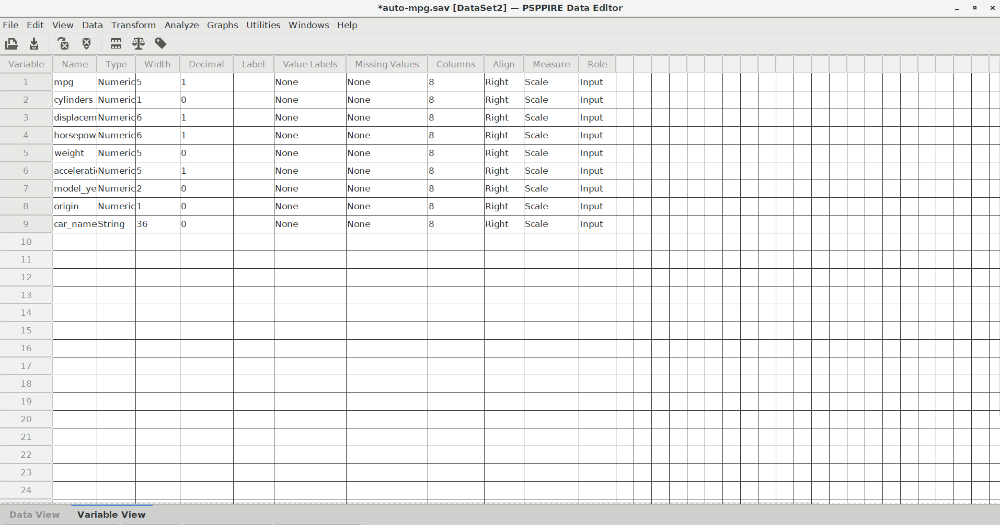 *auto-mpg.sav [DataSet2] — PSPPIRE Data Editor
File Edit View Data Transform Analyze Graphs Utilities Windows Help
Variable Name Type Width Decimal Label Value Labels Missing Values Columns Align Measure Role
1 mpg Numeric 5 1 None None 8 Right Scale Input
2 cylinders Numeric 1 0 None None 8 Right Scale Input
3 displacem Numeric 6 1 None None 8 Right Scale Input
4 horsepow Numeric 6 1 None None 8 Right Scale Input
5 weight Numeric 5 0 None None 8 Right Scale Input
6 accelerati Numeric 5 1 None None 8 Right Scale Input
7 model_ye Numeric 2 0 None None 8 Right Scale Input
8 origin Numeric 1 0 None None 8 Right Scale Input
9 car_name String 36 0 None None 8 Right Scale Input
10
11
12
13
14
15
16
17
18
19
20
21
22
23
24
Data View Variable View